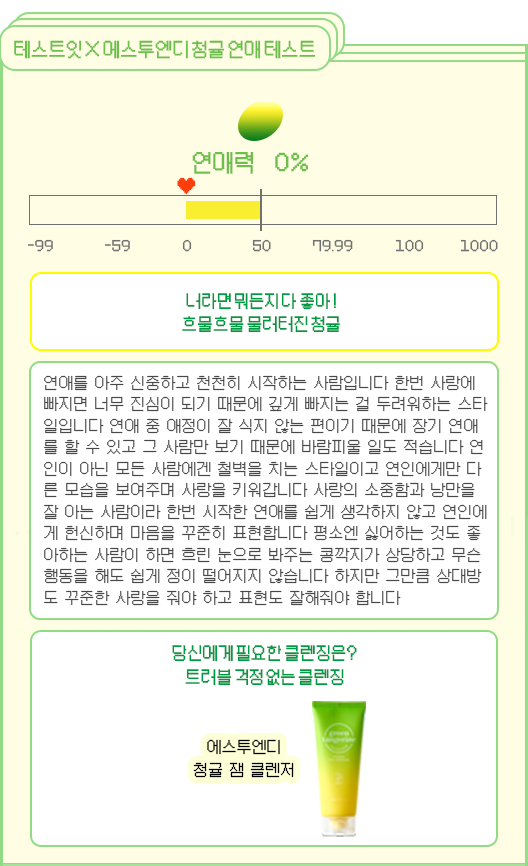 테스트잇×에스투엔디 청귤 연애 테스트
연애력 0%
-99 -59 0 50 79.99 100 1000
너라면 뭐든지 다 좋아!
흐물흐물 물러터진 청귤
연애를 아주 신중하고 천천히 시작하는 사람입니다 한번 사랑에
빠지면 너무 진심이 되기 때문에 깊게 빠지는 걸 두려워하는 스타
일입니다 연애 중 애정이 잘 식지 않는 편이기 때문에 장기 연애
를 할 수 있고 그 사람만 보기 때문에 바람피울 일도 적습니다 연
인이 아닌 모든 사람에겐 철벽을 치는 스타일이고 연인에게만 다
른 모습을 보여주며 사랑을 키워갑니다 사랑의 소중함과 낭만을
잘 아는 사람이라 한번 시작한 연애를 쉽게 생각하지 않고 연인에
게 헌신하며 마음을 꾸준히 표현합니다 평소엔 싫어하는 것도 좋
아하는 사람이 하면 흐린 눈으로 봐주는 콩깍지가 상당하고 무슨
행동을 해도 쉽게 정이 떨어지지 않습니다 하지만 그만큼 상대방
도 꾸준한 사랑을 줘야 하고 표현도 잘해줘야 합니다
당신에게 필요한 클렌징은?
트러블 걱정 없는 클렌징
에스투엔디
청귤 잼 클렌저
green
tangerine